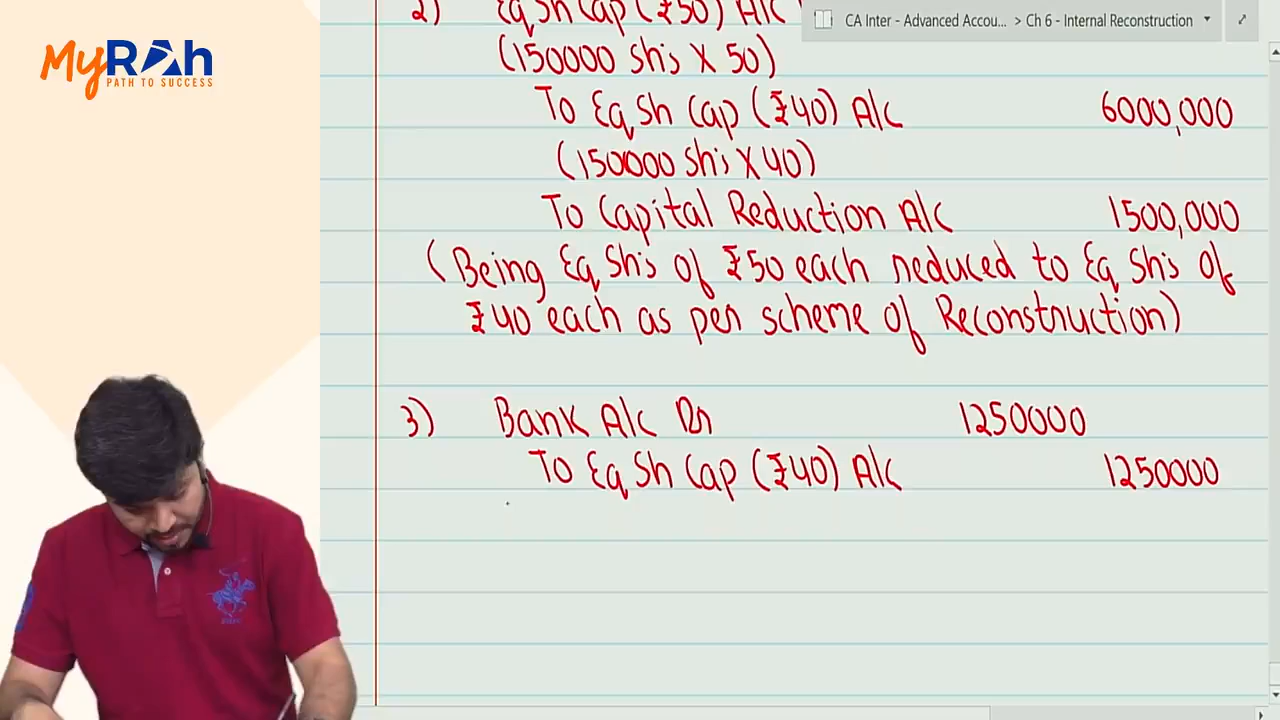 2) Eq Sh Cap (₹50) A/c
CA Inter - Advanced Accou... > Ch 6 - Internal Reconstruction
MyRAh
PATH TO SUCCESS
(150000 Sh's X 50)
To Eq Sh Cap (₹40) A/c 6000,000
(150000 Sh's X 40)
To Capital Reduction A/c 1500,000
(Being Eq Sh's of ₹50 each reduced to Eq Sh's of
₹40 each as per scheme of Reconstruction)
3) Bank A/c Dr 1250000
To Eq Sh Cap (₹40) A/c 1250000